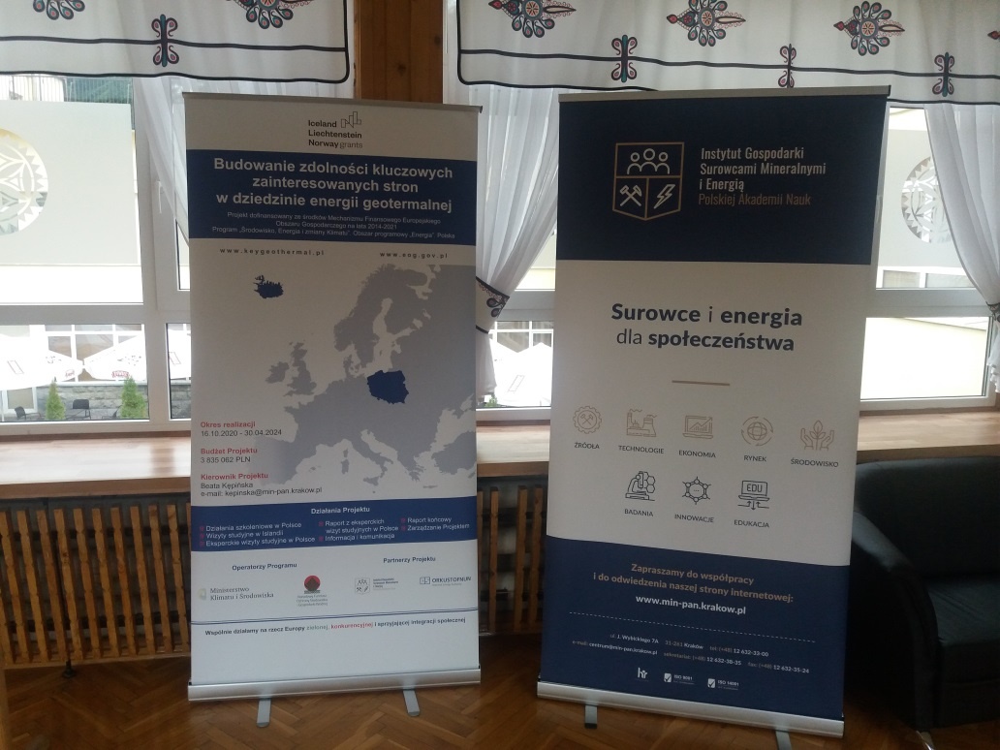 Iceland
Liechtenstein
Norway grants
Budowanie zdolności kluczowych
zainteresowanych stron
w dziedzinie energii geotermalnej
Projekt dofinansowany ze środków Mechanizmu Finansowego Europejskiego
Obszaru Gospodarczego na lata 2014-2021
Program „Środowisko, Energia i zmiany Klimatu”. Obszar programowy „Energia”. Polska
www.keygeothermal.pl
www.eog.gov.pl
Okres realizacji
16.10.2020 - 30.04.2024
Budżet Projektu
3 835 062 PLN
Kierownik Projektu
Beata Kępińska
e-mail: kepinska@min-pan.krakow.pl
Działania Projektu
Działania szkoleniowe w Polsce
Wizyty studyjne w Islandii
Eksperckie wizyty studyjne w Polsce
Raport z eksperckich
wizyt studyjnych w Polsce
Informacja i komunikacja
Raport końcowy
Zarządzanie Projektem
Operatorzy Programu
Partnerzy Projektu
Ministerstwo
Klimatu i Środowiska
ORKUSTOFNUN
Wspólnie działamy na rzecz Europy zielonej, konkurencyjnej i sprzyjającej integracji społecznej
Instytut Gospodarki
Surowcami Mineralnymi
i Energią
Polskiej Akademii Nauk
Surowce i energia
dla społeczeństwa
ŹRÓDŁA
TECHNOLOGIE
EKONOMIA
RYNEK
ŚRODOWISKO
EDU
BADANIA
INNOWACJE
EDUKACJA
Zapraszamy do współpracy
i do odwiedzenia naszej strony internetowej:
www.min-pan.krakow.pl
ul. J. Wybickiego 7A 31-261 Kraków tel: (+48) 12 632-33-00
e-mail: centrum@min-pan.krakow.pl sekretariat: (+48) 12 632-38-35 fax: (+48) 12 632-35-24
hr
ISO 9001
ISO 14001